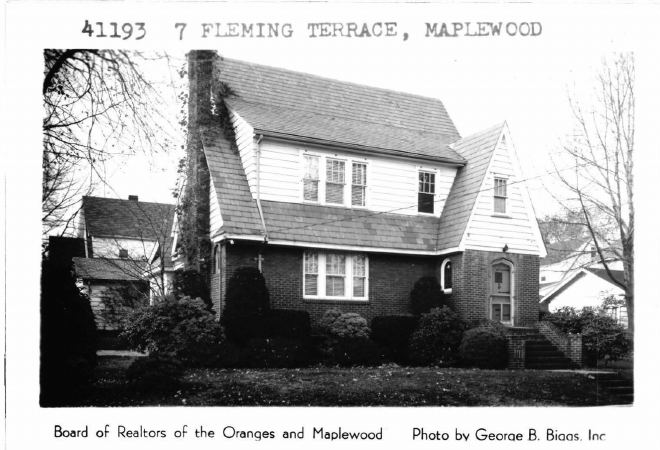 41193 7 FLEMING TERRACE, MAPLEWOOD
Board of Realtors of the Oranges and Maplewood Photo by George B. Biggs, Inc